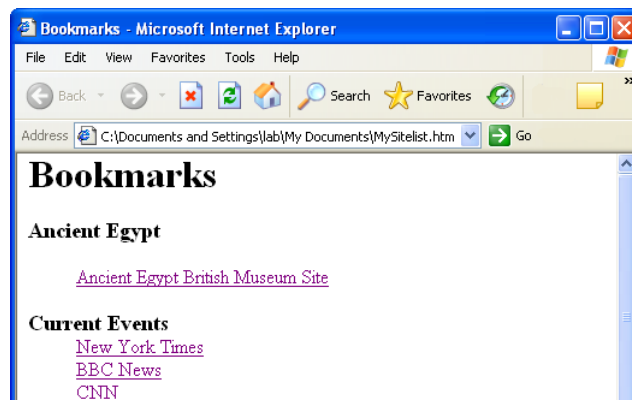 Bookmarks - Microsoft Internet Explorer
File Edit View Favorites Tools Help
Back Search Favorites »
Address C:\Documents and Settings\lab\My Documents\MySitelist.htm Go
Bookmarks
Ancient Egypt
Ancient Egypt British Museum Site
Current Events
New York Times
BBC News
CNN